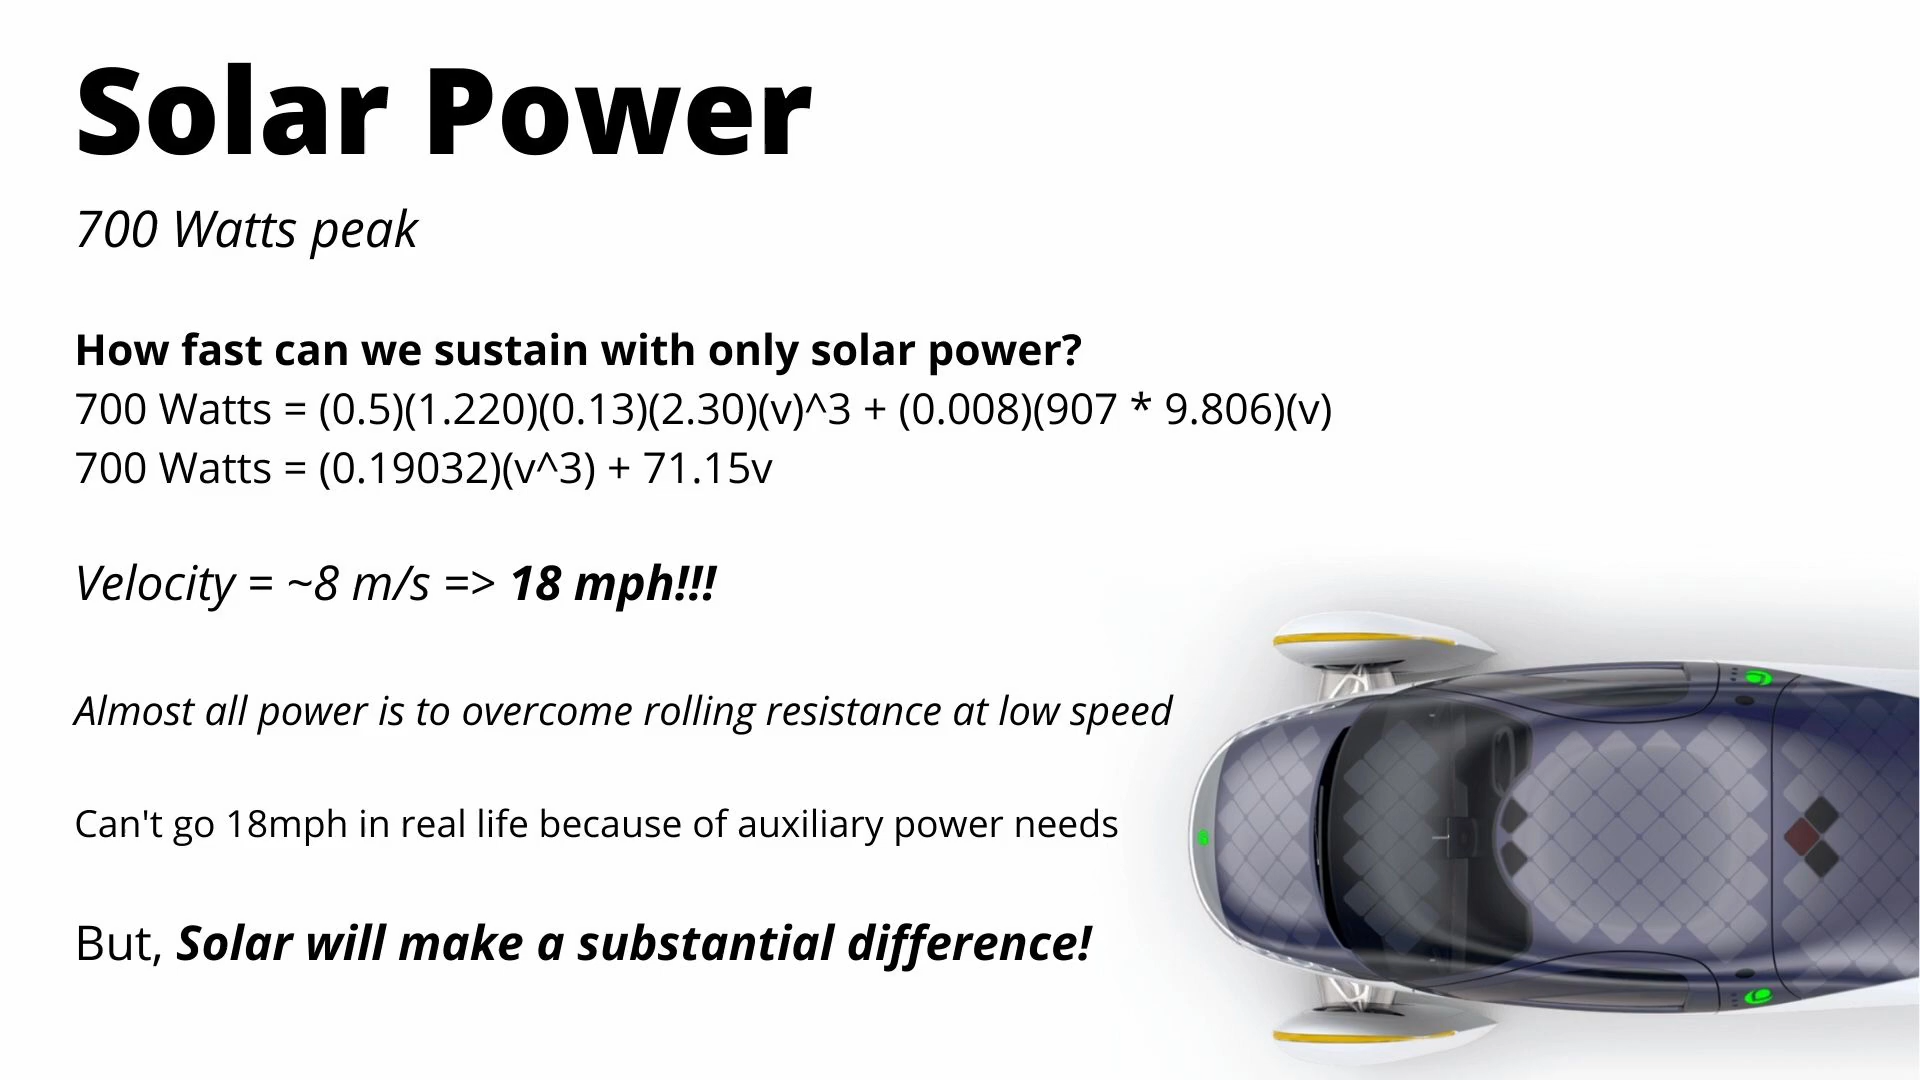 Solar Power
700 Watts peak
How fast can we sustain with only solar power?
700 Watts = (0.5)(1.220)(0.13)(2.30)(v)^3 + (0.008)(907 * 9.806)(v)
700 Watts = (0.19032)(v^3) + 71.15v
Velocity = ~8 m/s => 18 mph!!!
Almost all power is to overcome rolling resistance at low speed
Can't go 18mph in real life because of auxiliary power needs
But, Solar will make a substantial difference!